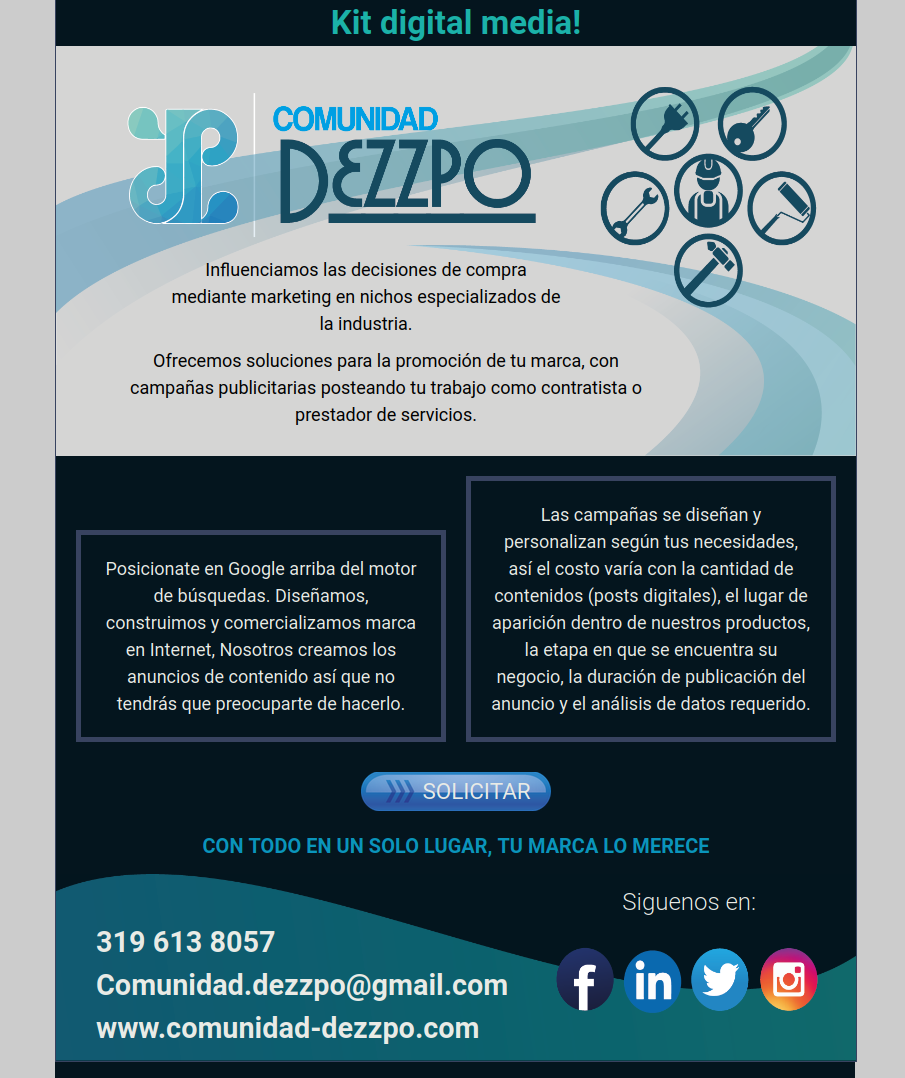 Kit digital media!
COMUNIDAD
DEZZPO
Influenciamos las decisiones de compra
mediante marketing en nichos especializados de
la industria.
Ofrecemos soluciones para la promoción de tu marca, con
campañas publicitarias posteando tu trabajo como contratista o
prestador de servicios.
Posicionate en Google arriba del motor
de búsquedas. Diseñamos,
construimos y comercializamos marca
en Internet, Nosotros creamos los
anuncios de contenido así que no
tendrás que preocuparte de hacerlo.
Las campañas se diseñan y
personalizan según tus necesidades,
así el costo varía con la cantidad de
contenidos (posts digitales), el lugar de
aparición dentro de nuestros productos,
la etapa en que se encuentra su
negocio, la duración de publicación del
anuncio y el análisis de datos requerido.
SOLICITAR
CON TODO EN UN SOLO LUGAR, TU MARCA LO MERECE
319 613 8057
Comunidad.dezzpo@gmail.com
www.comunidad-dezzpo.com
Siguenos en:
f
in